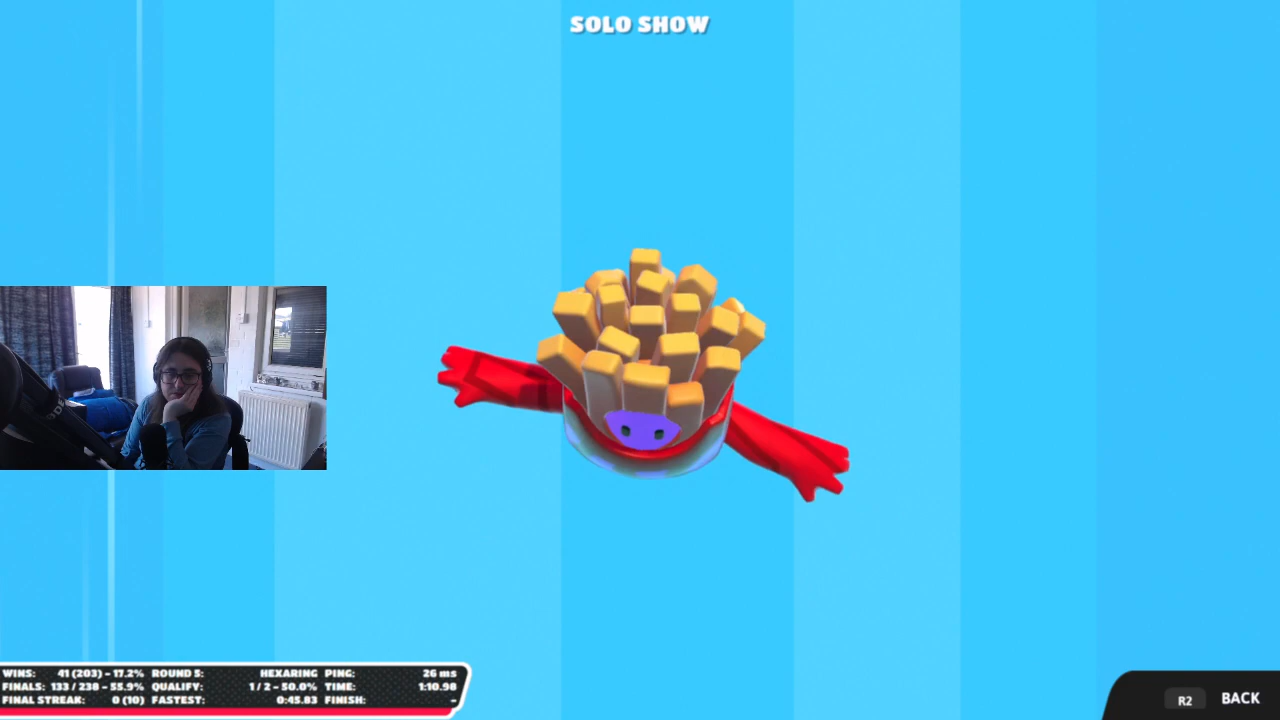 SOLO SHOW
WINS: 41 (203) - 17.2% ROUND 5: HEXARING PING: 26 ms
FINALS: 133 / 238 - 55.9% QUALIFY: 1 / 2 - 50.0% TIME: 1:10.98
FINAL STREAK: 0 (10) FASTEST: 0:45.83 FINISH: -
R2 BACK